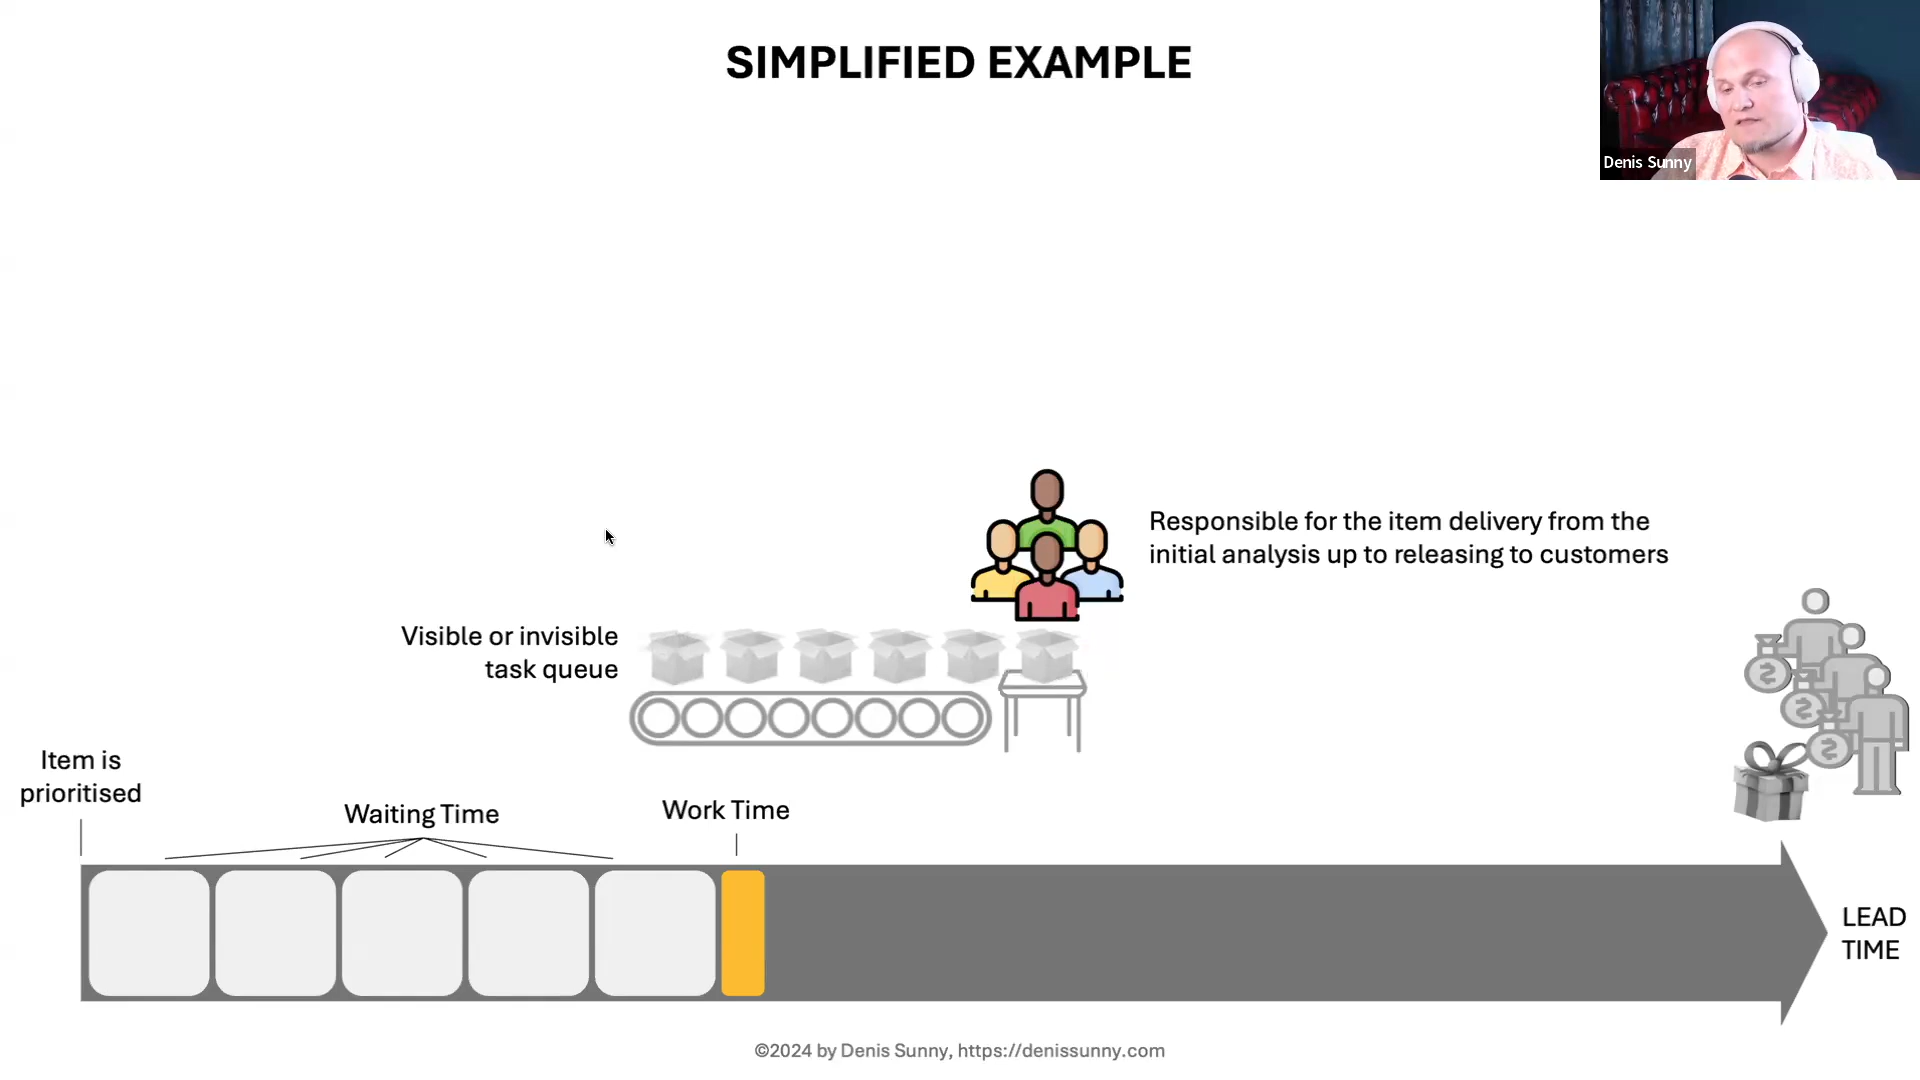 SIMPLIFIED EXAMPLE
Denis Sunny
Responsible for the item delivery from the
initial analysis up to releasing to customers
Visible or invisible
task queue
Item is
prioritised
Waiting Time
Work Time
LEAD
TIME
©2024 by Denis Sunny, https://denissunny.com